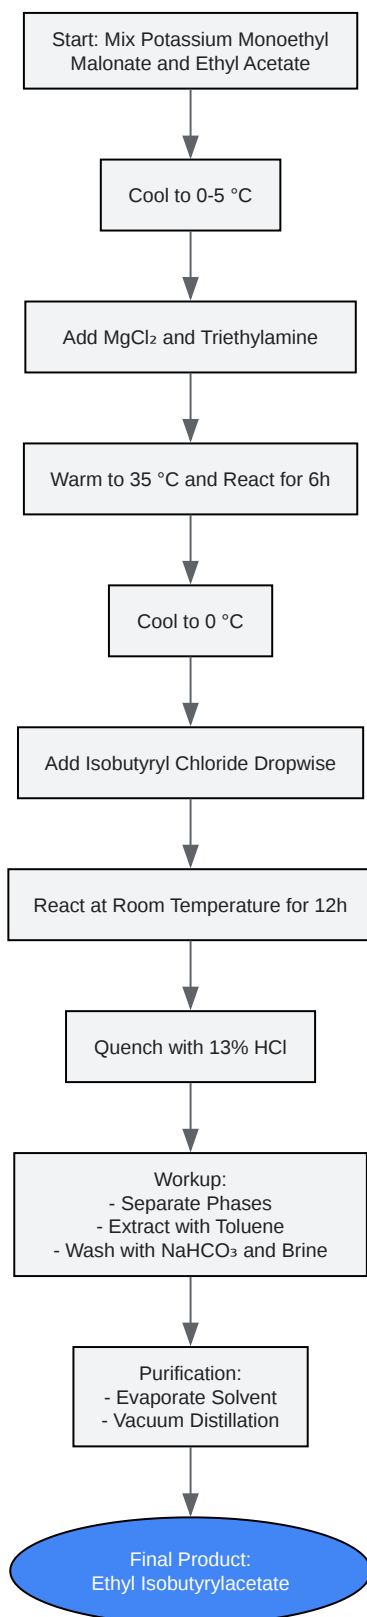 Start: Mix Potassium Monoethyl
Malonate and Ethyl Acetate
Cool to 0-5 °C
Add MgCl₂ and Triethylamine
Warm to 35 °C and React for 6h
Cool to 0 °C
Add Isobutyryl Chloride Dropwise
React at Room Temperature for 12h
Quench with 13% HCl
Workup:
- Separate Phases
- Extract with Toluene
- Wash with NaHCO₃ and Brine
Purification:
- Evaporate Solvent
- Vacuum Distillation
Final Product:
Ethyl Isobutyrylacetate